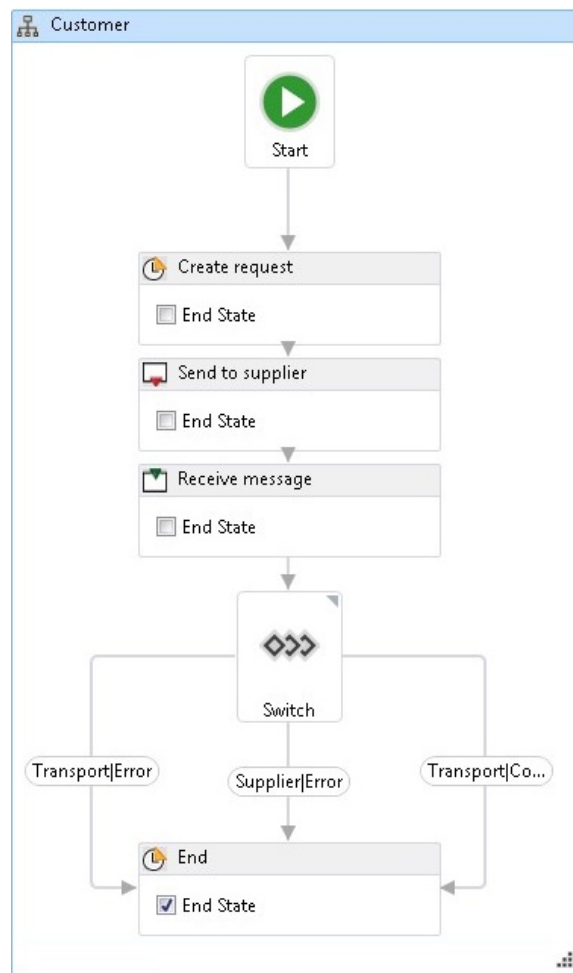 Customer
Start
Create request
End State
Send to supplier
End State
Receive message
End State
Switch
Transport|Error
Supplier|Error
Transport|Co...
End
End State